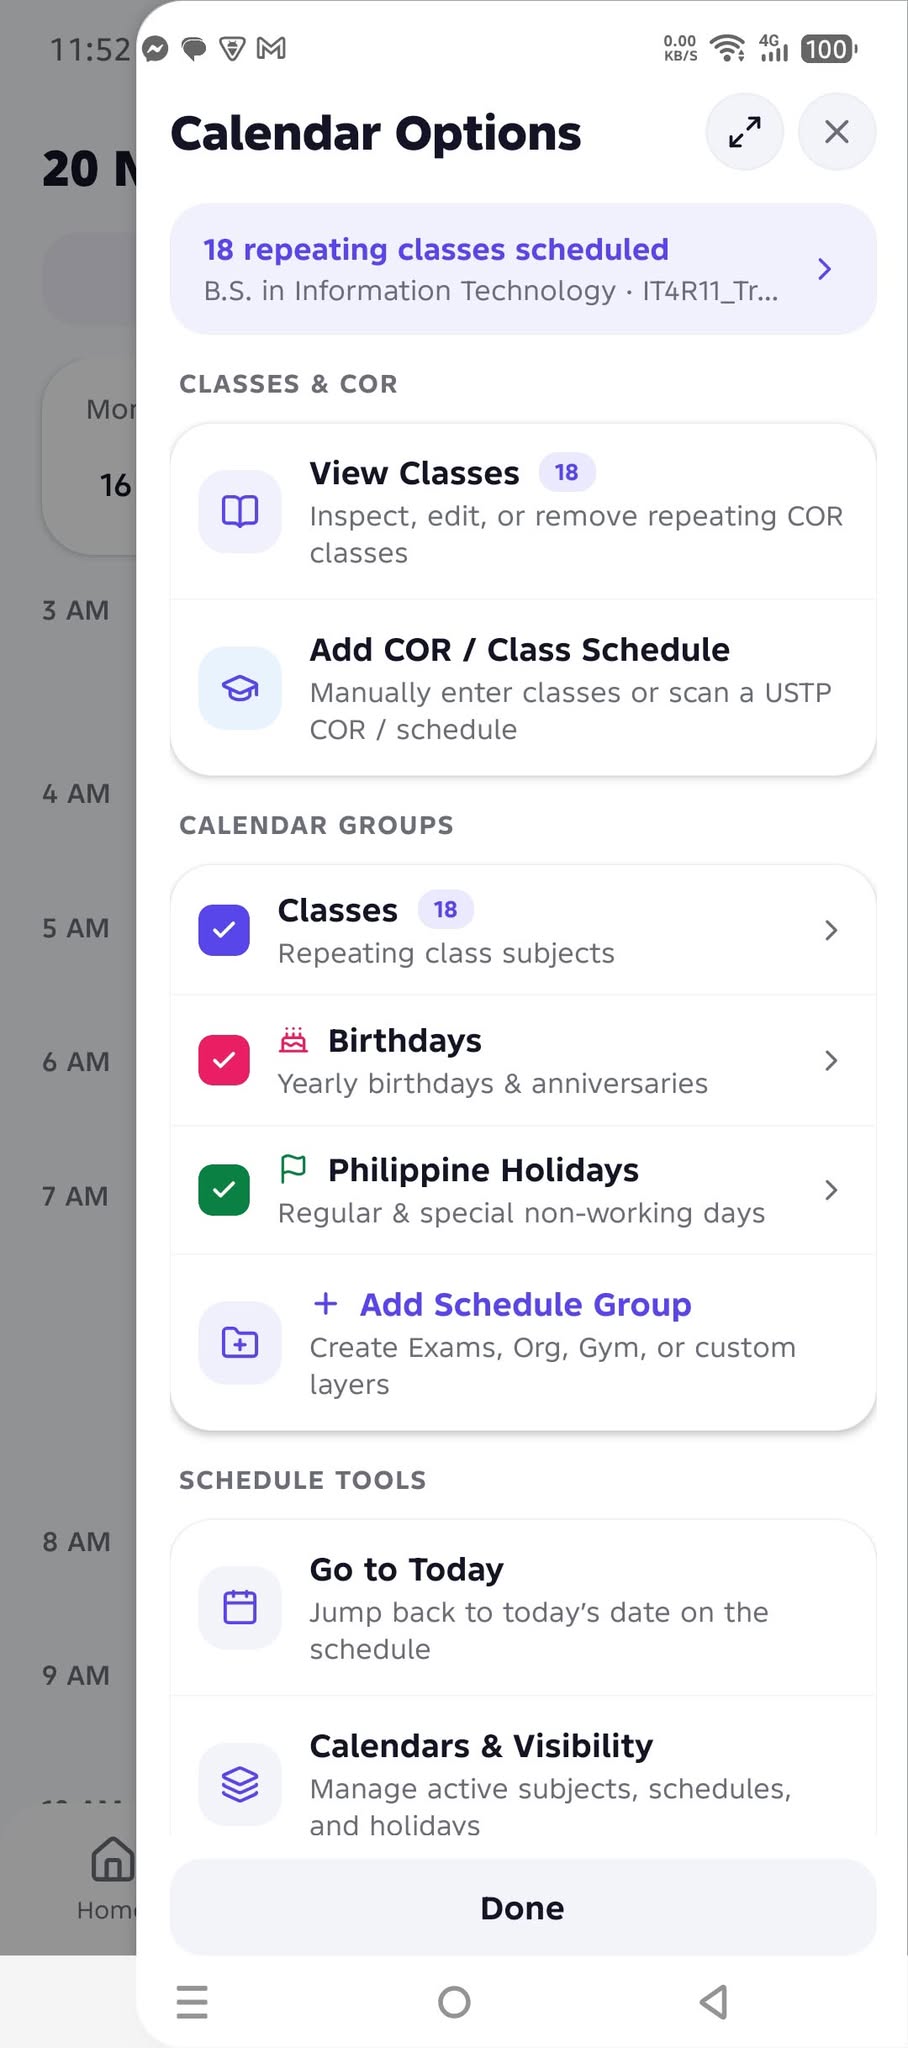 11:52
0.00
KB/S
4G
100
20 N
Calendar Options
18 repeating classes scheduled
B.S. in Information Technology · IT4R11_Tr...
CLASSES & COR
Mon
16
View Classes 18
Inspect, edit, or remove repeating COR
classes
3 AM
Add COR / Class Schedule
Manually enter classes or scan a USTP
COR / schedule
4 AM
CALENDAR GROUPS
Classes 18
Repeating class subjects
5 AM
Birthdays
Yearly birthdays & anniversaries
6 AM
Philippine Holidays
Regular & special non-working days
7 AM
+ Add Schedule Group
Create Exams, Org, Gym, or custom
layers
SCHEDULE TOOLS
8 AM
Go to Today
Jump back to today's date on the
schedule
9 AM
Calendars & Visibility
Manage active subjects, schedules,
and holidays
10 AM
Home
Done